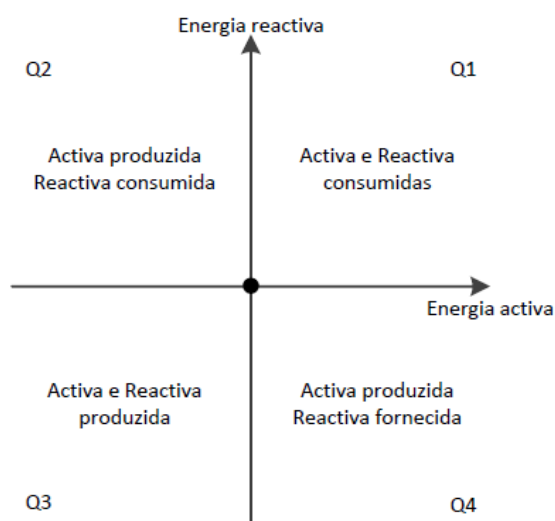 Energia reactiva
Q2
Q1
Activa produzida
Reactiva consumida
Activa e Reactiva
consumidas
Energia activa
Activa e Reactiva
produzida
Activa produzida
Reactiva fornecida
Q3
Q4